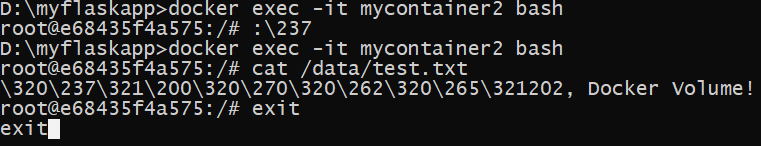 D:\myflaskapp>docker exec -it mycontainer2 bash
root@e68435f4a575:/# :\237
D:\myflaskapp>docker exec -it mycontainer2 bash
root@e68435f4a575:/# cat /data/test.txt
\320\237\321\200\320\270\320\262\320\265\321202, Docker Volume!
root@e68435f4a575:/# exit
exit